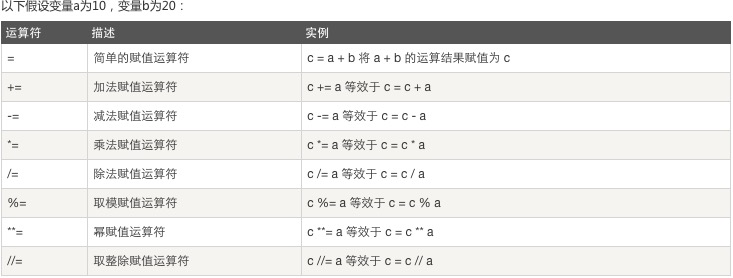 以下假设变量a为10，变量b为20：
运算符 描述 实例
= 简单的赋值运算符 c = a + b 将 a + b 的运算结果赋值为 c
+= 加法赋值运算符 c += a 等效于 c = c + a
-= 减法赋值运算符 c -= a 等效于 c = c - a
*= 乘法赋值运算符 c *= a 等效于 c = c * a
/= 除法赋值运算符 c /= a 等效于 c = c / a
%= 取模赋值运算符 c %= a 等效于 c = c % a
**= 幂赋值运算符 c **= a 等效于 c = c ** a
//= 取整除赋值运算符 c //= a 等效于 c = c // a